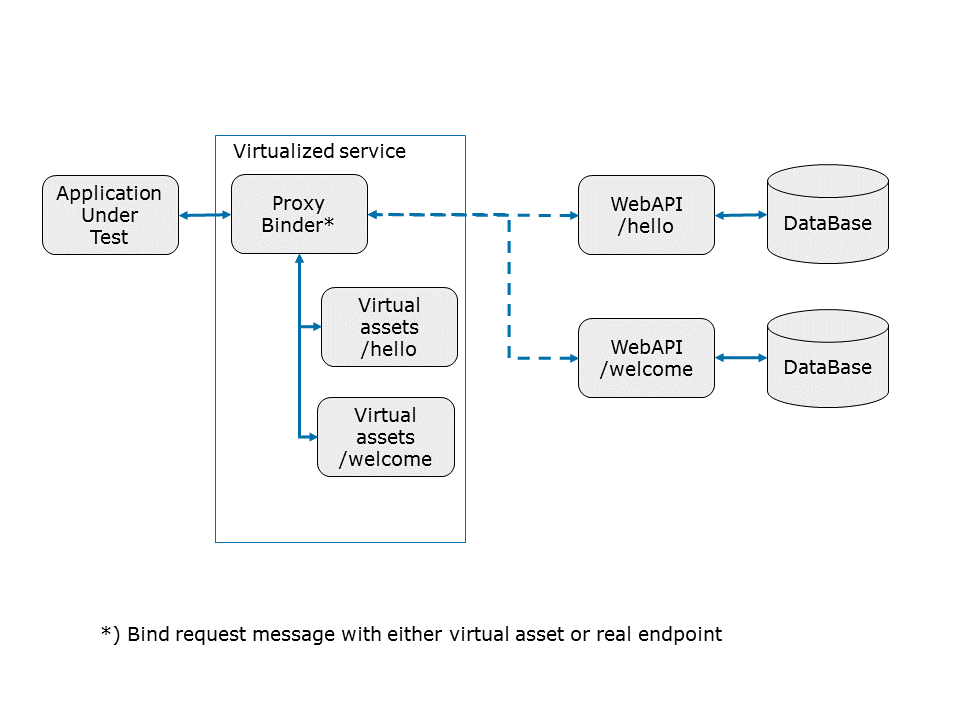 Virtualized service
Application
Under
Test
Proxy
Binder*
WebAPI
/hello
DataBase
Virtual
assets
/hello
WebAPI
/welcome
DataBase
Virtual
assets
/welcome
*) Bind request message with either virtual asset or real endpoint